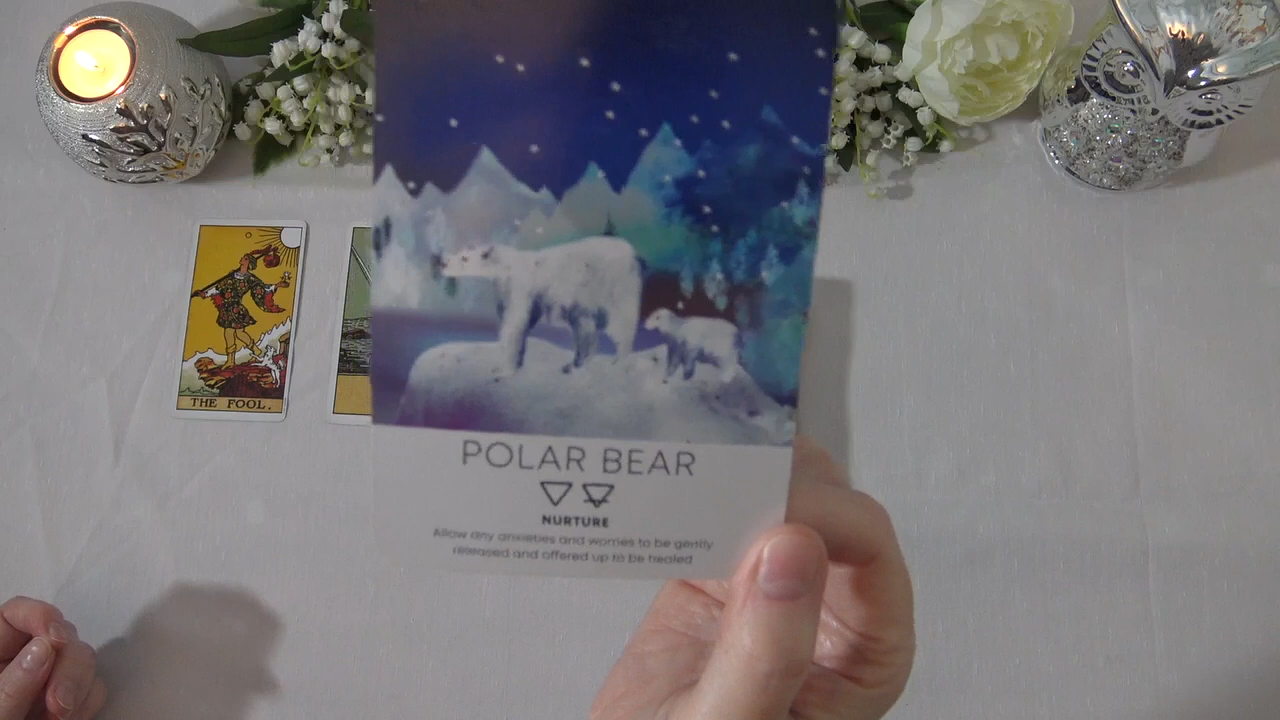 THE FOOL.
POLAR BEAR
NURTURE
Allow any anxieties and worries to be gently
released and offered up to be healed